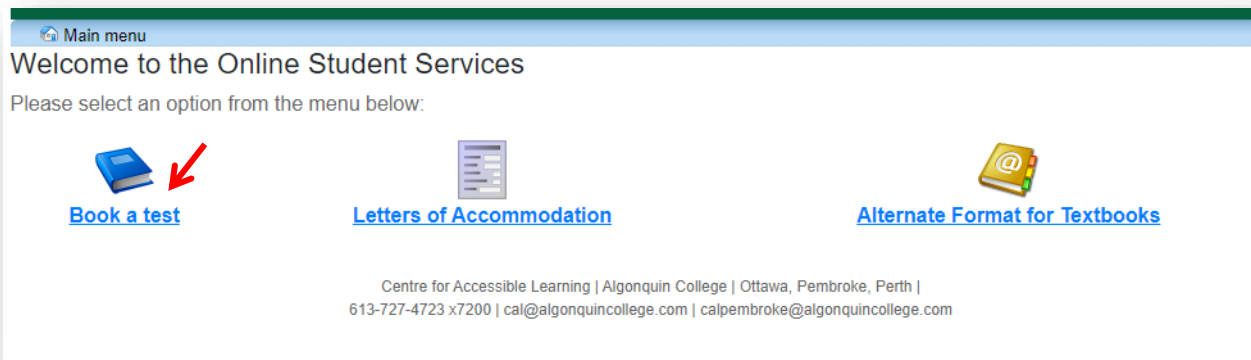 Main menu
Welcome to the Online Student Services
Please select an option from the menu below:
Book a test
Letters of Accommodation
Alternate Format for Textbooks
Centre for Accessible Learning | Algonquin College | Ottawa, Pembroke, Perth |
613-727-4723 x7200 | cal@algonquincollege.com | calpembroke@algonquincollege.com